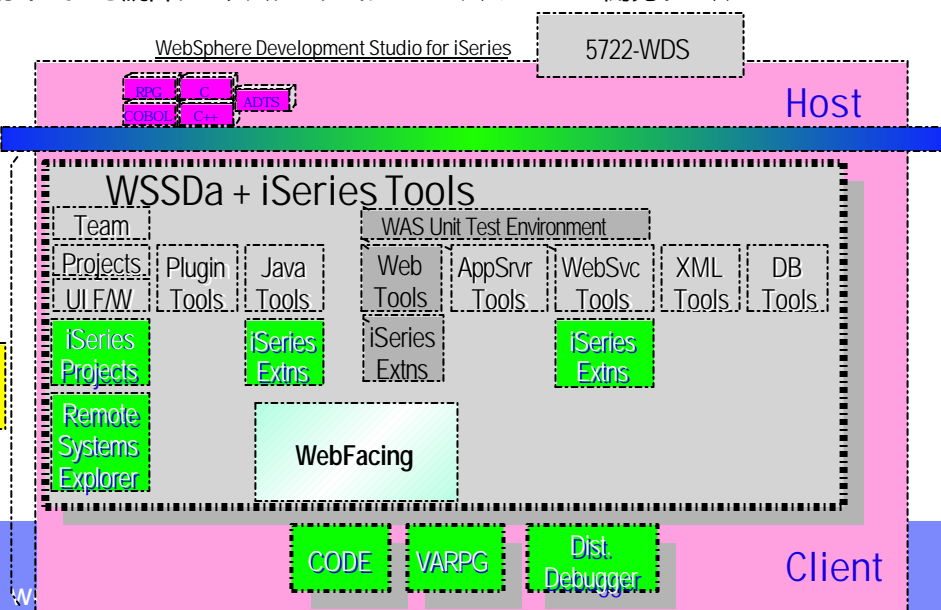 WebSphere Development Studio for iSeries
5722-WDS
RPG
C
ADTS
COBOL
C++
Host
WSSDa + iSeries Tools
Team
WAS Unit Test Environment
Projects
UI F/W
Plugin
Tools
Java
Tools
Web
Tools
AppSrvr
Tools
WebSvc
Tools
XML
Tools
DB
Tools
iSeries
Projects
iSeries
Extns
iSeries
Extns
iSeries
Extns
Remote
Systems
Explorer
WebFacing
CODE
VARPG
Dist.
Debugger
Client